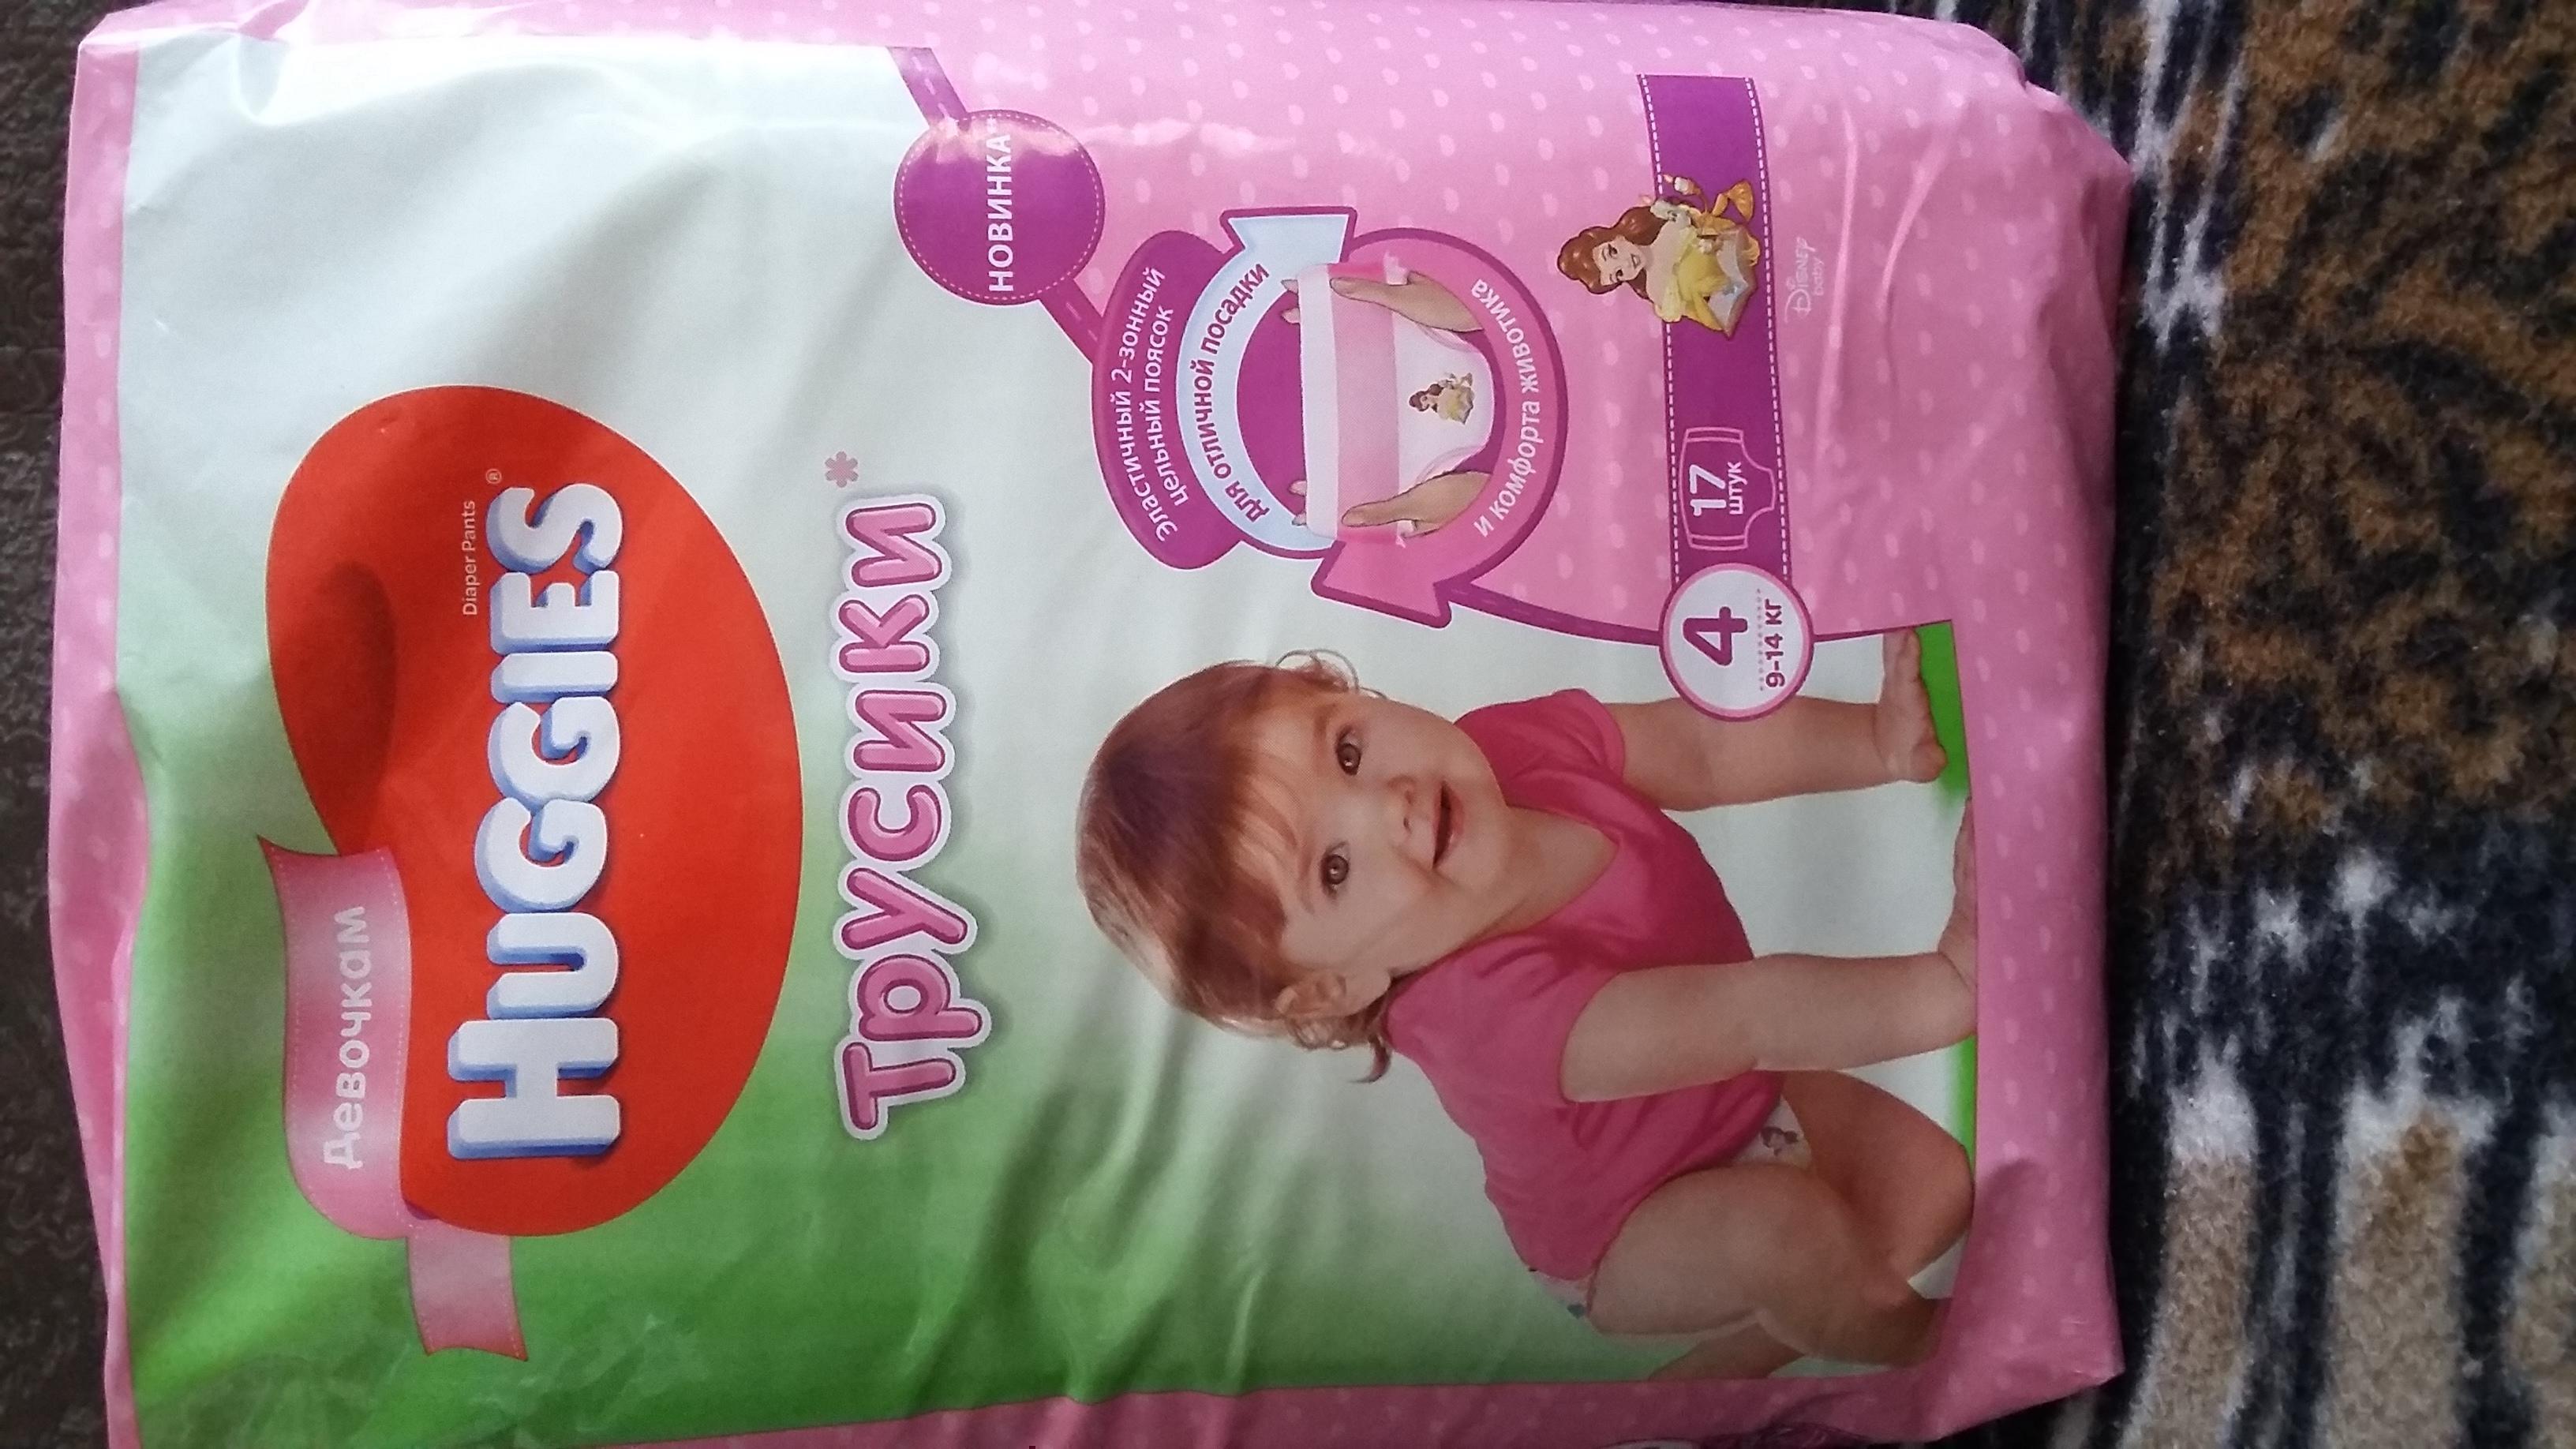 Девочкам
Diaper Pants
HUGGIES®
Трусики*
НОВИНКА*
Эластичный 2-зонный
цельный поясок
для отличной посадки
и комфорта животика
4
9-14 кг
17
штук
Disney
baby